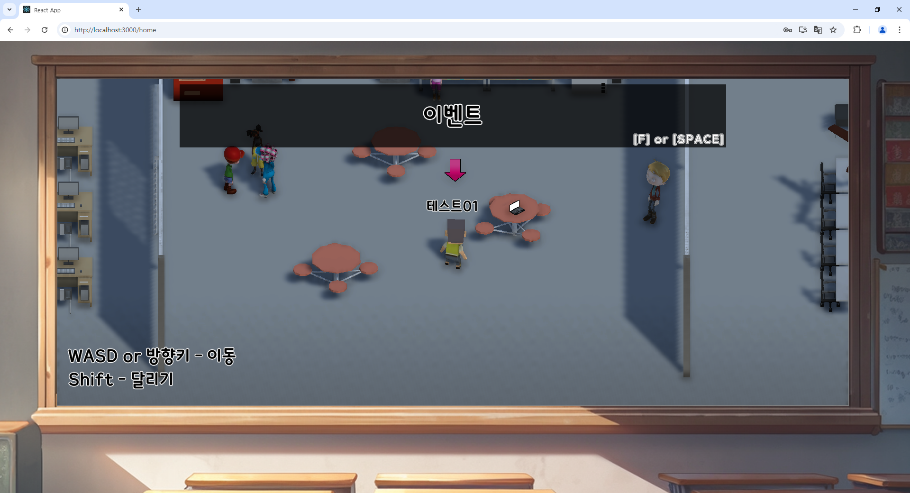 React App
http://localhost:3000/home
이벤트
[F] or [SPACE]
테스트01
WASD or 방향키 - 이동
Shift - 달리기